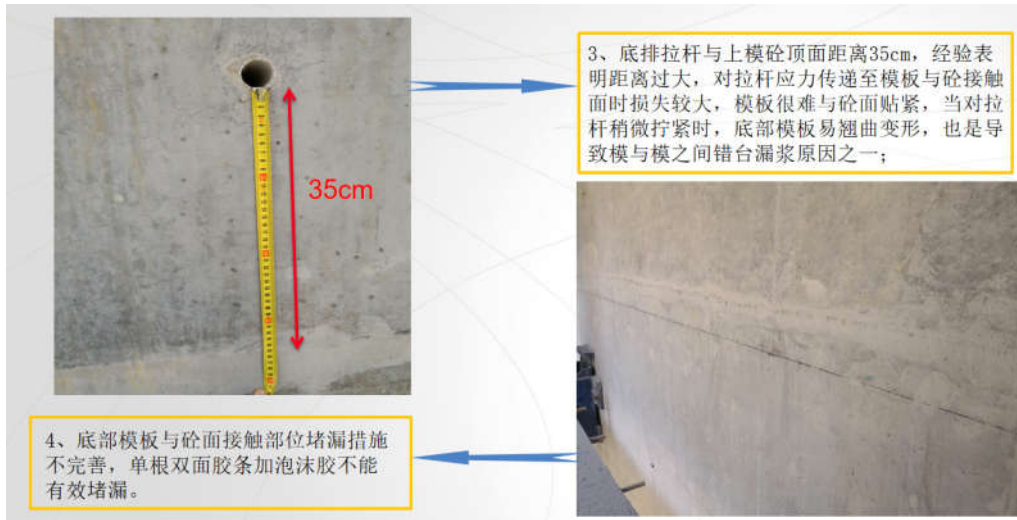 3、底排拉杆与上模砼顶面距离35cm，经验表
明距离过大，对拉杆应力传递至模板与砼接触
面时损失较大，模板很难与砼面贴紧，当对拉
杆稍微拧紧时，底部模板易翘曲变形，也是导
致模与模之间错台漏浆原因之一；
35cm
4、底部模板与砼面接触部位堵漏措施
不完善，单根双面胶条加泡沫胶不能
有效堵漏。